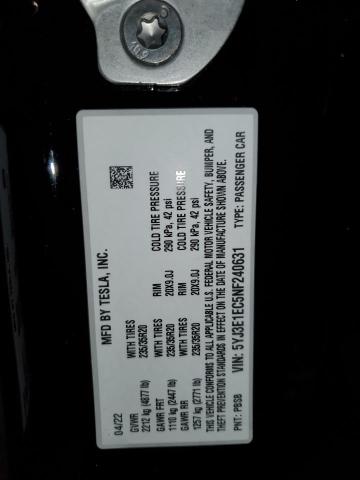 10.9
MFD BY TESLA, INC.
04/22
GVWR
2212 kg (4877 lb)
GAWR FRT WITH TIRES RIM COLD TIRE PRESSURE
1110 kg (2447 lb) 235/35R20 20X9.0J 290 kPa, 42 psi
GAWR RR WITH TIRES RIM COLD TIRE PRESSURE
1257 kg (2771 lb) 235/35R20 20X9.0J 290 kPa, 42 psi
THIS VEHICLE CONFORMS TO ALL APPLICABLE U.S. FEDERAL MOTOR VEHICLE SAFETY, BUMPER, AND
THEFT PREVENTION STANDARDS IN EFFECT ON THE DATE OF MANUFACTURE SHOWN ABOVE.
VIN: 5YJ3E1EC5NF240631 TYPE: PASSENGER CAR
PNT: PBSB